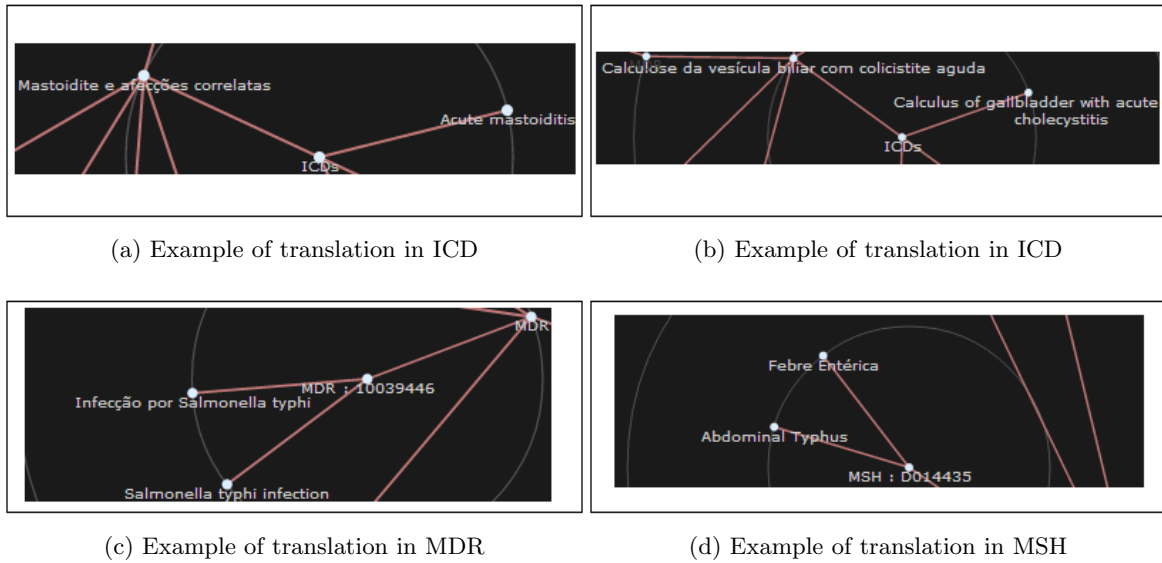 Mastoidite e afecções correlatas
Acute mastoiditis
ICDs
Calculose da vesícula biliar com colicistite aguda
Calculus of gallbladder with acute
cholecystitis
ICDs
(a) Example of translation in ICD
(b) Example of translation in ICD
MDR
MDR : 10039446
Infecção por Salmonella typhi
Salmonella typhi infection
Febre Entérica
Abdominal Typhus
MSH : D014435
(c) Example of translation in MDR
(d) Example of translation in MSH